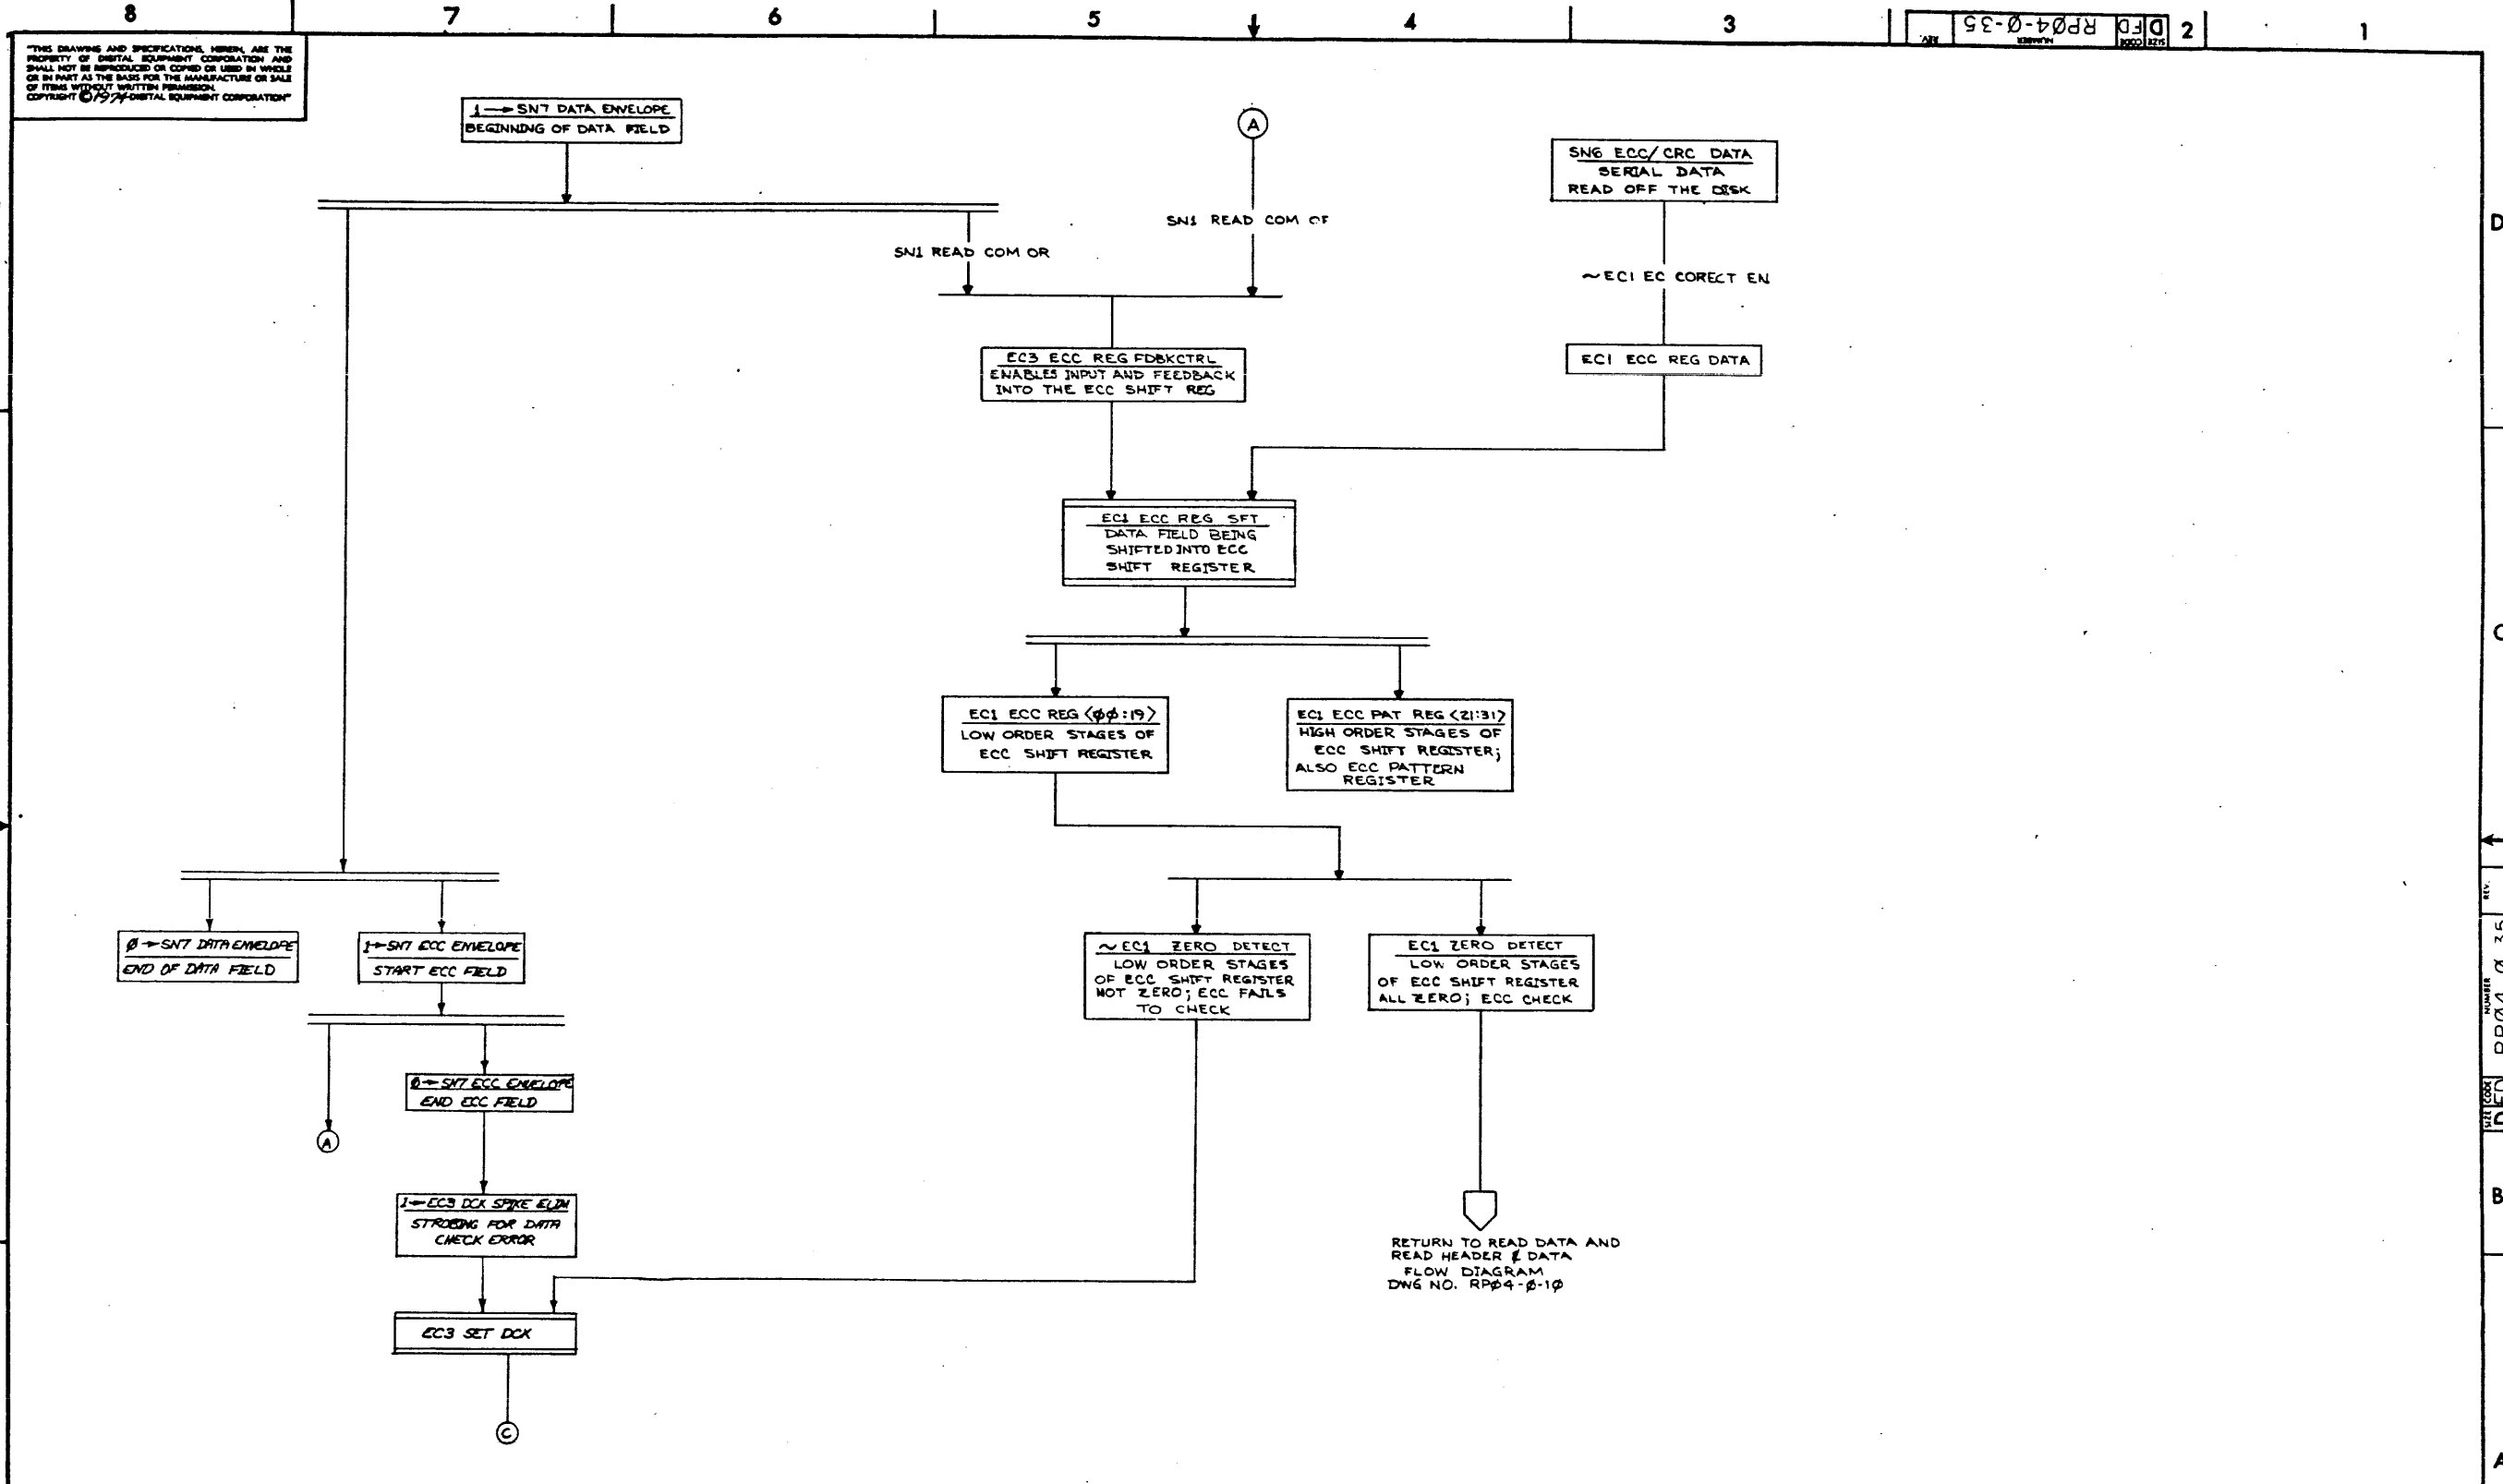 8 7 6 5 4 3 2 1
SIZE CODE NUMBER REV.
D FD RPØ4-Ø-35
"THIS DRAWING AND SPECIFICATIONS, HEREIN, ARE THE
PROPERTY OF DIGITAL EQUIPMENT CORPORATION AND
SHALL NOT BE REPRODUCED OR COPIED OR USED IN WHOLE
OR IN PART AS THE BASIS FOR THE MANUFACTURE OR SALE
OF ITEMS WITHOUT WRITTEN PERMISSION.
COPYRIGHT © 1974 DIGITAL EQUIPMENT CORPORATION"
1→SN7 DATA ENVELOPE
BEGINNING OF DATA FIELD
A
SN6 ECC/CRC DATA
SERIAL DATA
READ OFF THE DISK
D
SN1 READ COM OF
SN1 READ COM OR
~EC1 EC CORECT EN
EC3 ECC REG FDBKCTRL
ENABLES INPUT AND FEEDBACK
INTO THE ECC SHIFT REG
EC1 ECC REG DATA
EC1 ECC REG SFT
DATA FIELD BEING
SHIFTED INTO ECC
SHIFT REGISTER
C
EC1 ECC REG <ØØ:19>
LOW ORDER STAGES OF
ECC SHIFT REGISTER
EC1 ECC PAT REG <21:31>
HIGH ORDER STAGES OF
ECC SHIFT REGISTER;
ALSO ECC PATTERN
REGISTER
Ø→SN7 DATA ENVELOPE
END OF DATA FIELD
1→SN7 ECC ENVELOPE
START ECC FIELD
~EC1 ZERO DETECT
LOW ORDER STAGES
OF ECC SHIFT REGISTER
NOT ZERO; ECC FAILS
TO CHECK
EC1 ZERO DETECT
LOW ORDER STAGES
OF ECC SHIFT REGISTER
ALL ZERO; ECC CHECK
Ø→SN7 ECC ENVELOPE
END ECC FIELD
A
1→EC3 DCK SPIKE ELIM
STROBING FOR DATA
CHECK ERROR
B
RETURN TO READ DATA AND
READ HEADER & DATA
FLOW DIAGRAM
DWG NO. RPØ4-Ø-1Ø
EC3 SET DCK
C
A
SIZE CODE NUMBER REV.